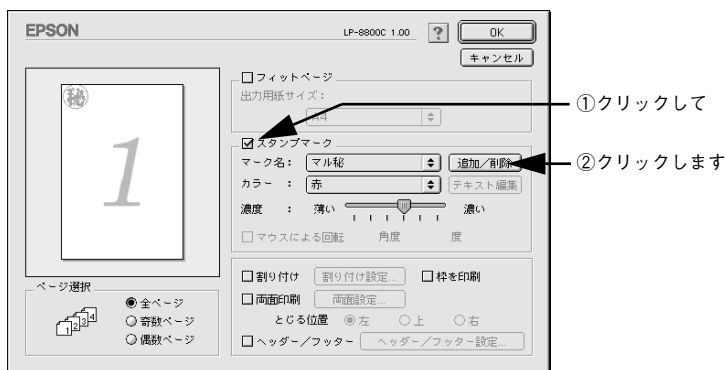 EPSON
LP-8800C 1.00
?
OK
キャンセル
秘
1
フィットページ
出力用紙サイズ：
A4
①クリックして
スタンプマーク
マーク名：
マル秘
追加／削除
②クリックします
カラー ：
赤
テキスト編集
濃度 ：
薄い
濃い
マウスによる回転
角度
度
割り付け
割り付け設定...
枠を印刷
両面印刷
両面設定...
とじる位置
左
上
右
ヘッダー／フッター
ヘッダー／フッター設定...
ページ選択
1 2 3 4
全ページ
奇数ページ
偶数ページ